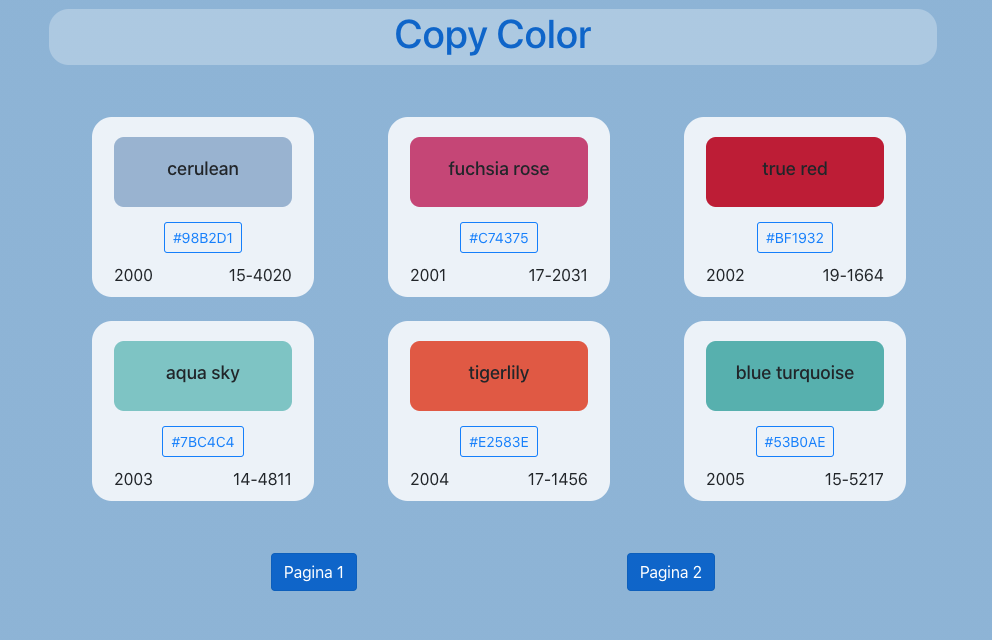 Copy Color
cerulean
#98B2D1
2000 15-4020
fuchsia rose
#C74375
2001 17-2031
true red
#BF1932
2002 19-1664
aqua sky
#7BC4C4
2003 14-4811
tigerlily
#E2583E
2004 17-1456
blue turquoise
#53B0AE
2005 15-5217
Pagina 1
Pagina 2